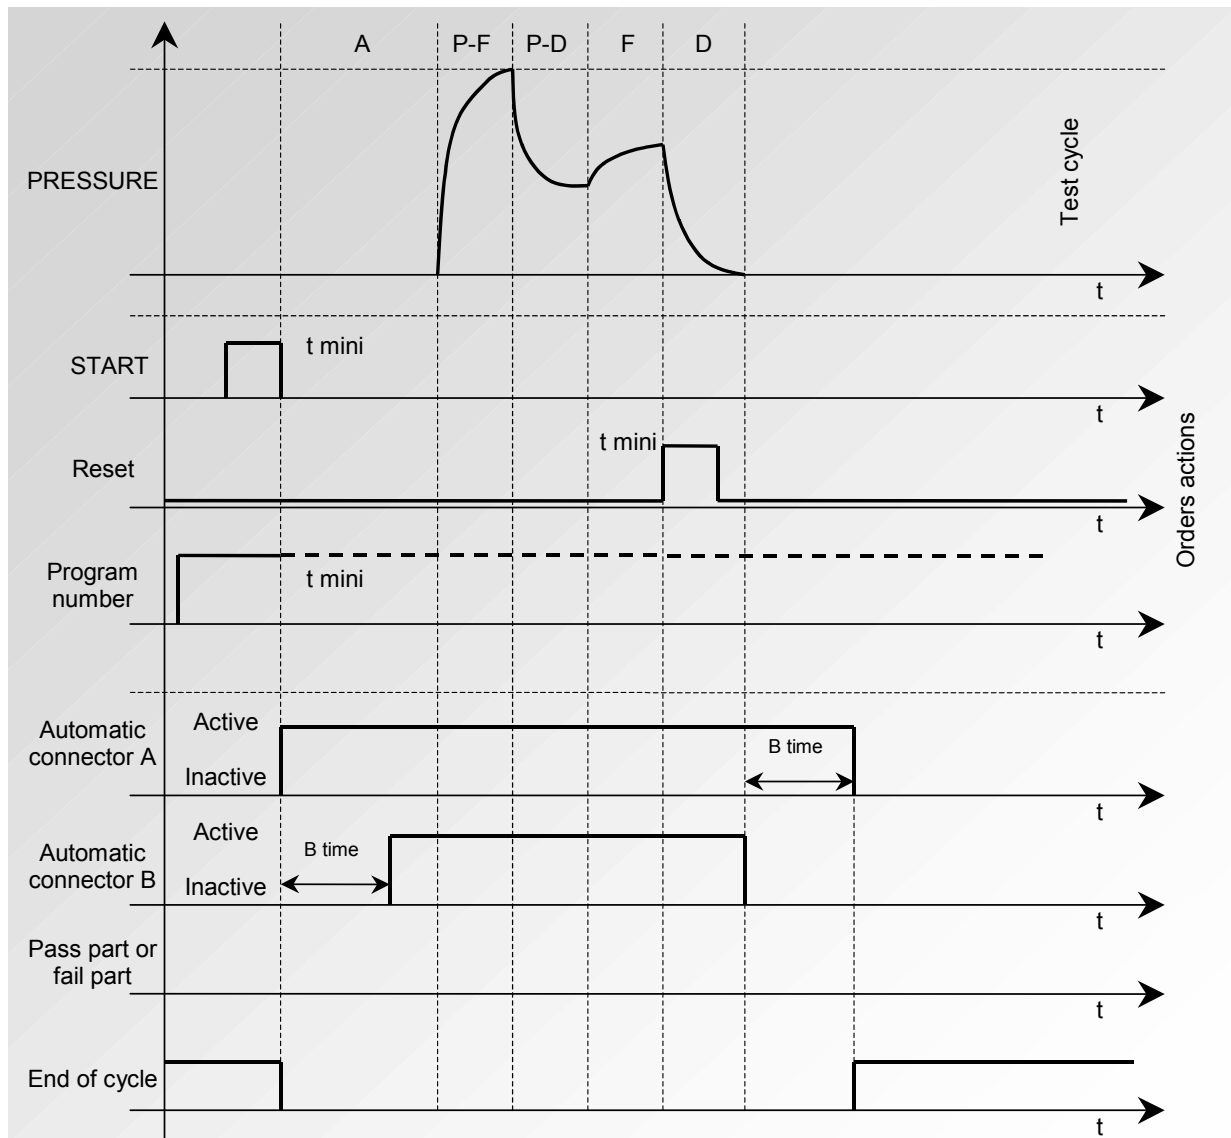 A P-F P-D F D
PRESSURE
Test cycle
t
START
t mini
t
Reset
t mini
t
Orders actions
Program
number
t mini
t
Automatic
connector A
Active
Inactive
B time
t
Automatic
connector B
Active
Inactive
B time
t
Pass part or
fail part
t
End of cycle
t